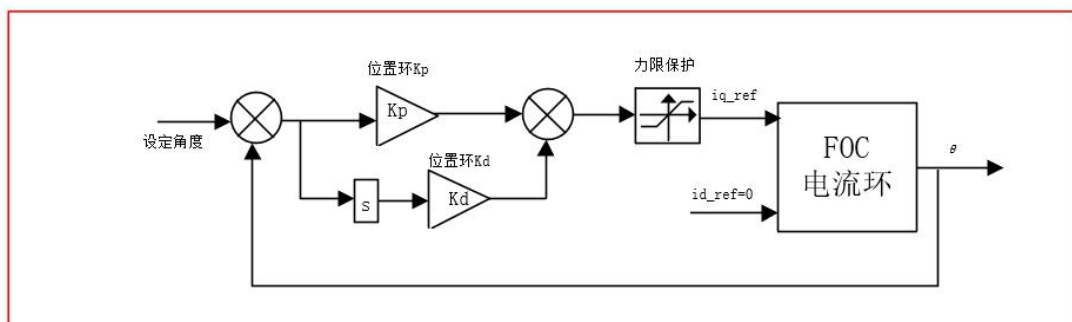 位置环Kp
力限保护
iq_ref
Kp
设定角度
FOC
电流环
θ
位置环Kd
S
Kd
id_ref=0